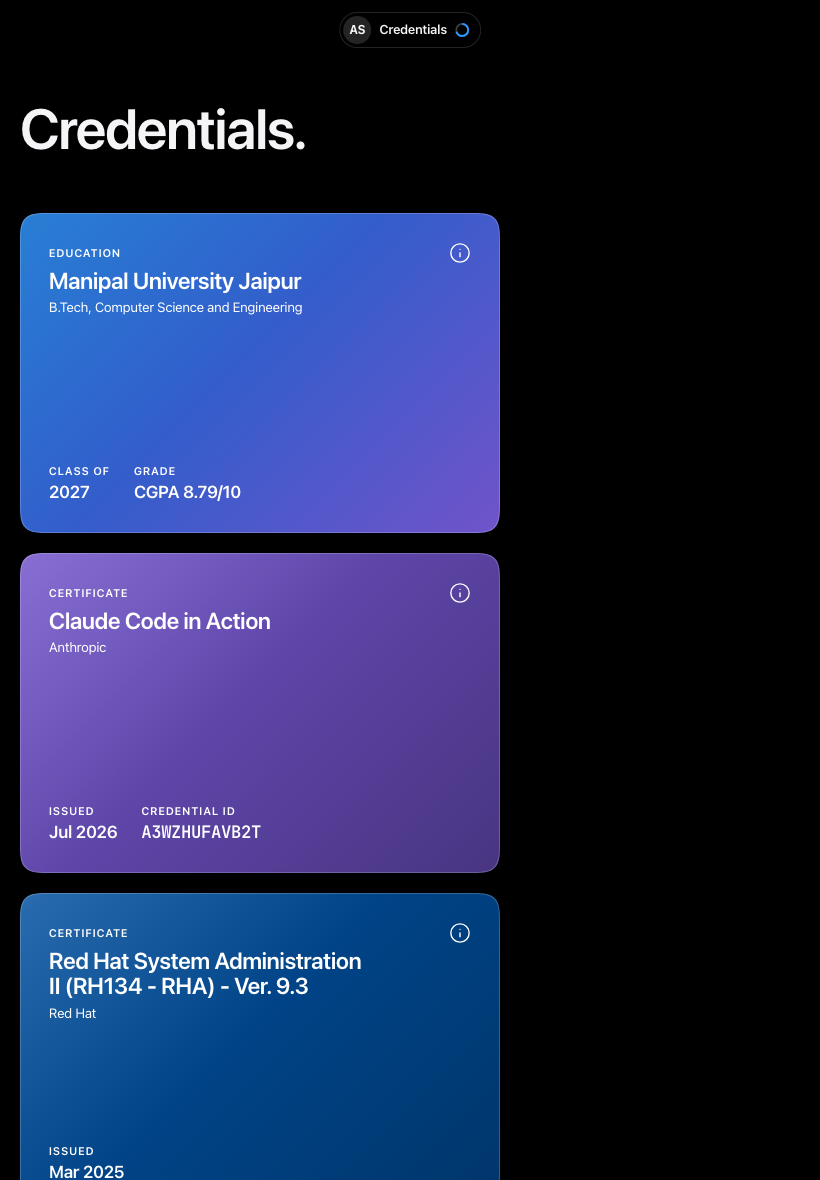 AS Credentials
Credentials.
EDUCATION
Manipal University Jaipur
B.Tech, Computer Science and Engineering
CLASS OF GRADE
2027 CGPA 8.79/10
CERTIFICATE
Claude Code in Action
Anthropic
ISSUED CREDENTIAL ID
Jul 2026 A3WZHUFAVB2T
CERTIFICATE
Red Hat System Administration
II (RH134 - RHA) - Ver. 9.3
Red Hat
ISSUED
Mar 2025